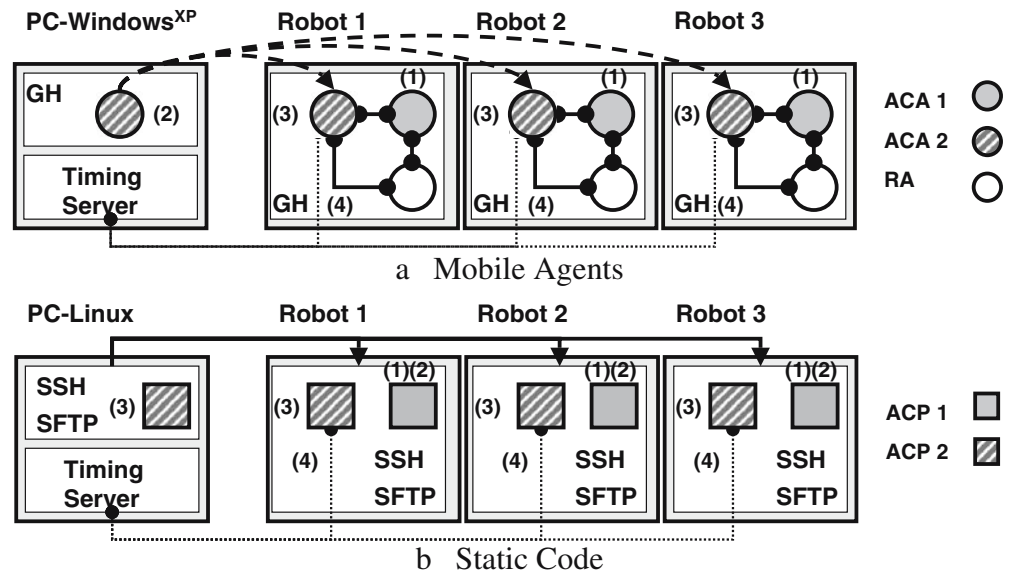 PC-Windows^XP Robot 1 Robot 2 Robot 3
GH (2) (3) (1) (3) (1) (3) (1) ACA 1
ACA 2
RA
Timing
Server
GH (4) GH (4) GH (4)
a Mobile Agents
PC-Linux Robot 1 Robot 2 Robot 3
SSH
SFTP
(3) (3) (1)(2) (3) (1)(2) (3) (1)(2) ACP 1
ACP 2
Timing
Server
(4) SSH (4) SSH (4) SSH
SFTP SFTP SFTP
b Static Code